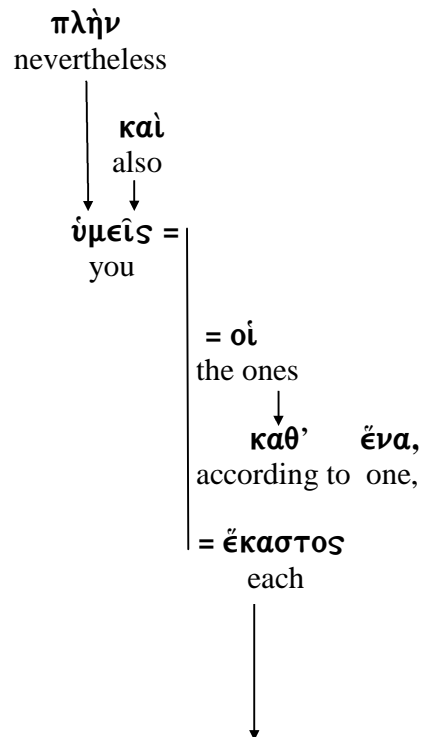 πλὴν
nevertheless
καὶ
also
ὑμεῖς =
you
= οἱ
the ones
καθ’ ἕνα,
according to one,
= ἕκαστος
each